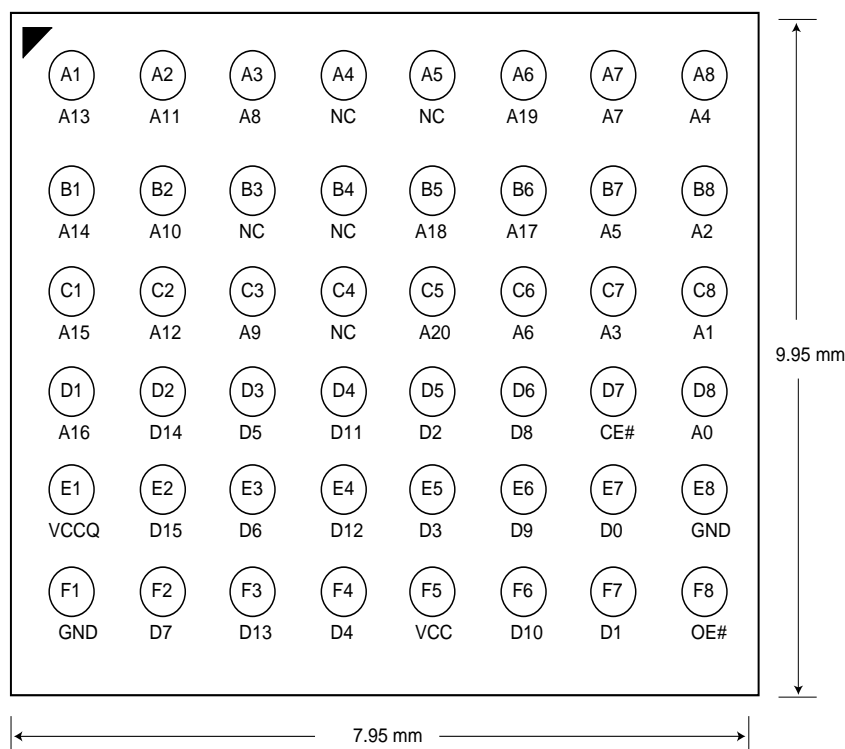 A1 A2 A3 A4 A5 A6 A7 A8
A13 A11 A8 NC NC A19 A7 A4
B1 B2 B3 B4 B5 B6 B7 B8
A14 A10 NC NC A18 A17 A5 A2
C1 C2 C3 C4 C5 C6 C7 C8
A15 A12 A9 NC A20 A6 A3 A1
9.95 mm
D1 D2 D3 D4 D5 D6 D7 D8
A16 D14 D5 D11 D2 D8 CE# A0
E1 E2 E3 E4 E5 E6 E7 E8
VCCQ D15 D6 D12 D3 D9 D0 GND
F1 F2 F3 F4 F5 F6 F7 F8
GND D7 D13 D4 VCC D10 D1 OE#
7.95 mm